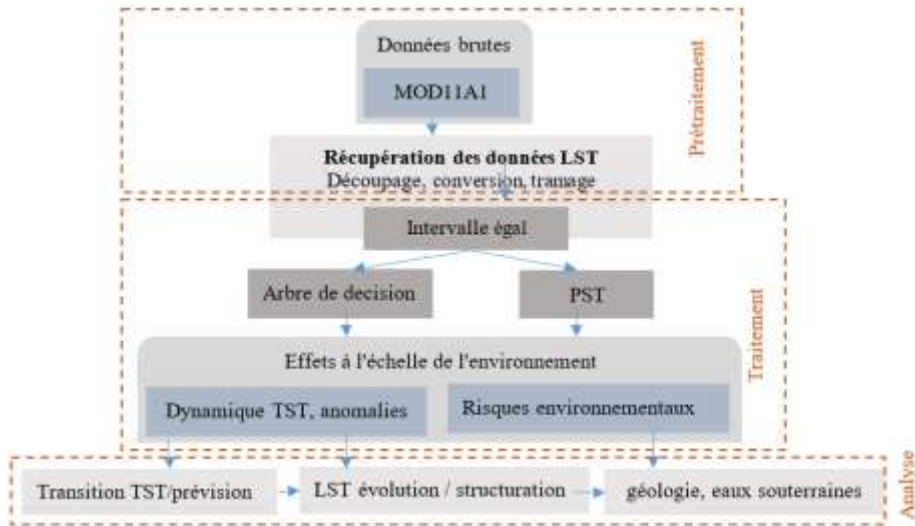 Données brutes
MOD11A1
Prétraitement
Récupération des données LST
Découpage, conversion, tramage
Intervalle égal
Arbre de decision
PST
Traitement
Effets à l'échelle de l'environnement
Dynamique TST, anomalies
Risques environnementaux
Transition TST/prévision
LST évolution / structuration
géologie, eaux souterraines
Analyse